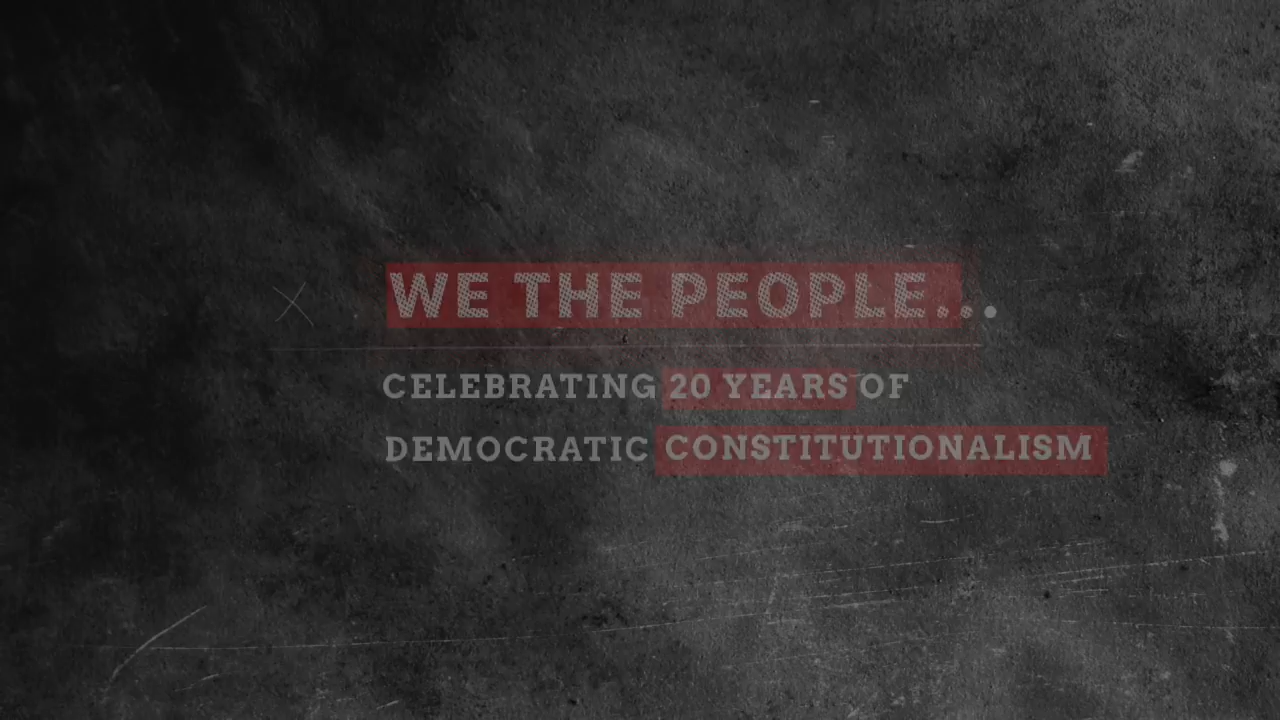 WE THE PEOPLE...
CELEBRATING 20 YEARS OF
DEMOCRATIC CONSTITUTIONALISM